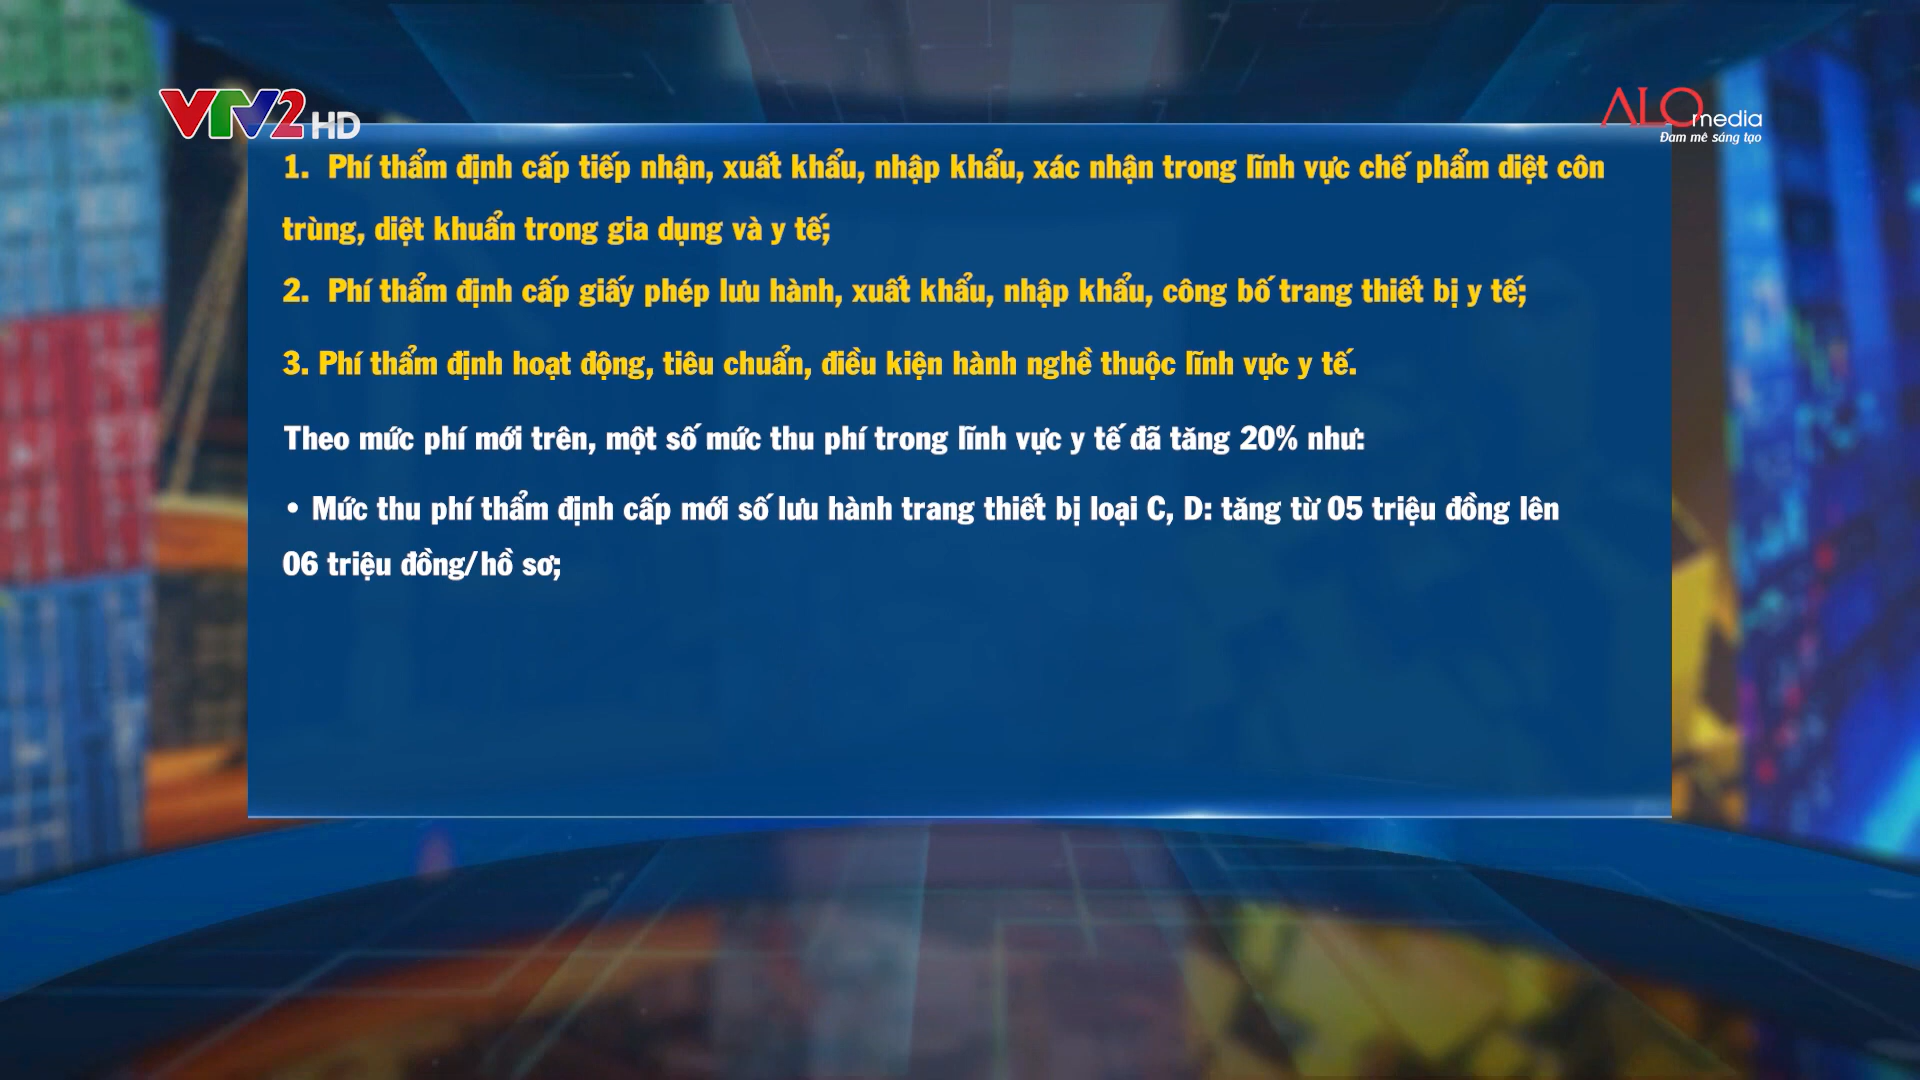 VTV2 HD
ALO media
Đam mê sáng tạo
1. Phí thẩm định cấp tiếp nhận, xuất khẩu, nhập khẩu, xác nhận trong lĩnh vực chế phẩm diệt côn
trùng, diệt khuẩn trong gia dụng và y tế;
2. Phí thẩm định cấp giấy phép lưu hành, xuất khẩu, nhập khẩu, công bố trang thiết bị y tế;
3. Phí thẩm định hoạt động, tiêu chuẩn, điều kiện hành nghề thuộc lĩnh vực y tế.
Theo mức phí mới trên, một số mức thu phí trong lĩnh vực y tế đã tăng 20% như:
• Mức thu phí thẩm định cấp mới số lưu hành trang thiết bị loại C, D: tăng từ 05 triệu đồng lên
06 triệu đồng/hồ sơ;